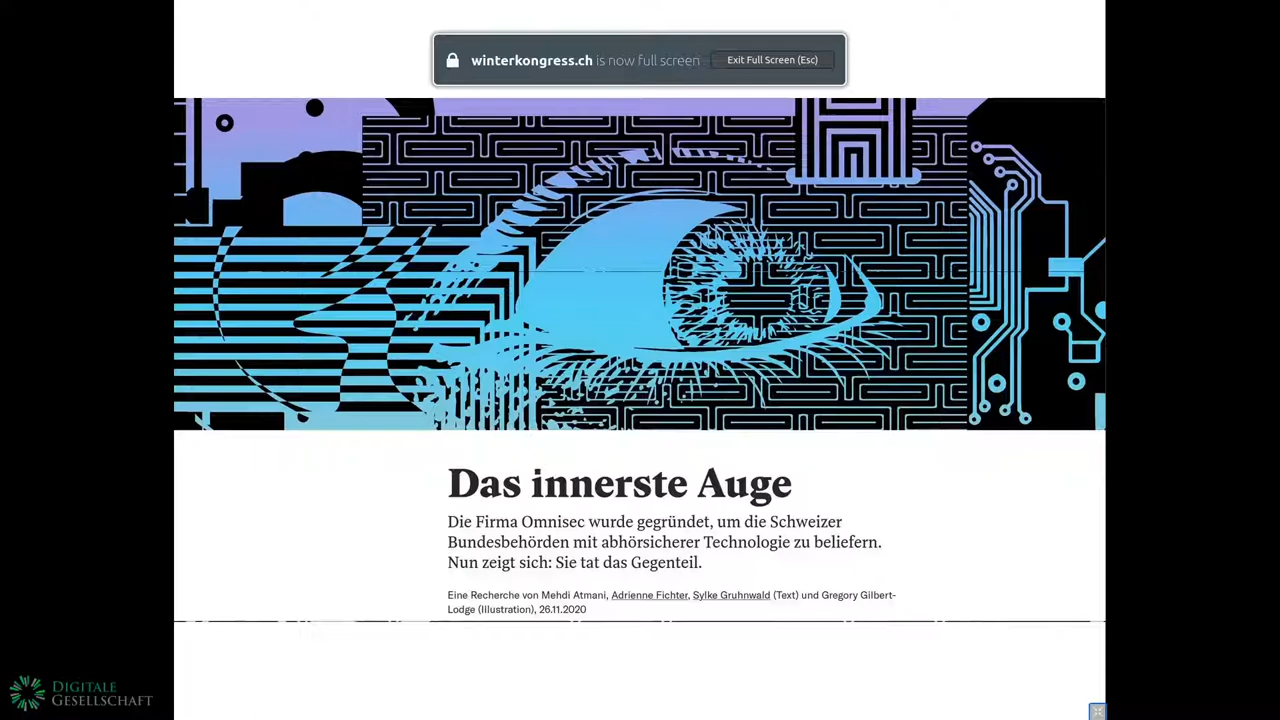 winterkongress.ch is now full screen Exit Full Screen (Esc)
Das innerste Auge
Die Firma Omnisec wurde gegründet, um die Schweizer
Bundesbehörden mit abhörsicherer Technologie zu beliefern.
Nun zeigt sich: Sie tat das Gegenteil.
Eine Recherche von Mehdi Atmani, Adrienne Fichter, Sylke Gruhnwald (Text) und Gregory Gilbert-
Lodge (Illustration), 26.11.2020
DIGITALE
GESELLSCHAFT